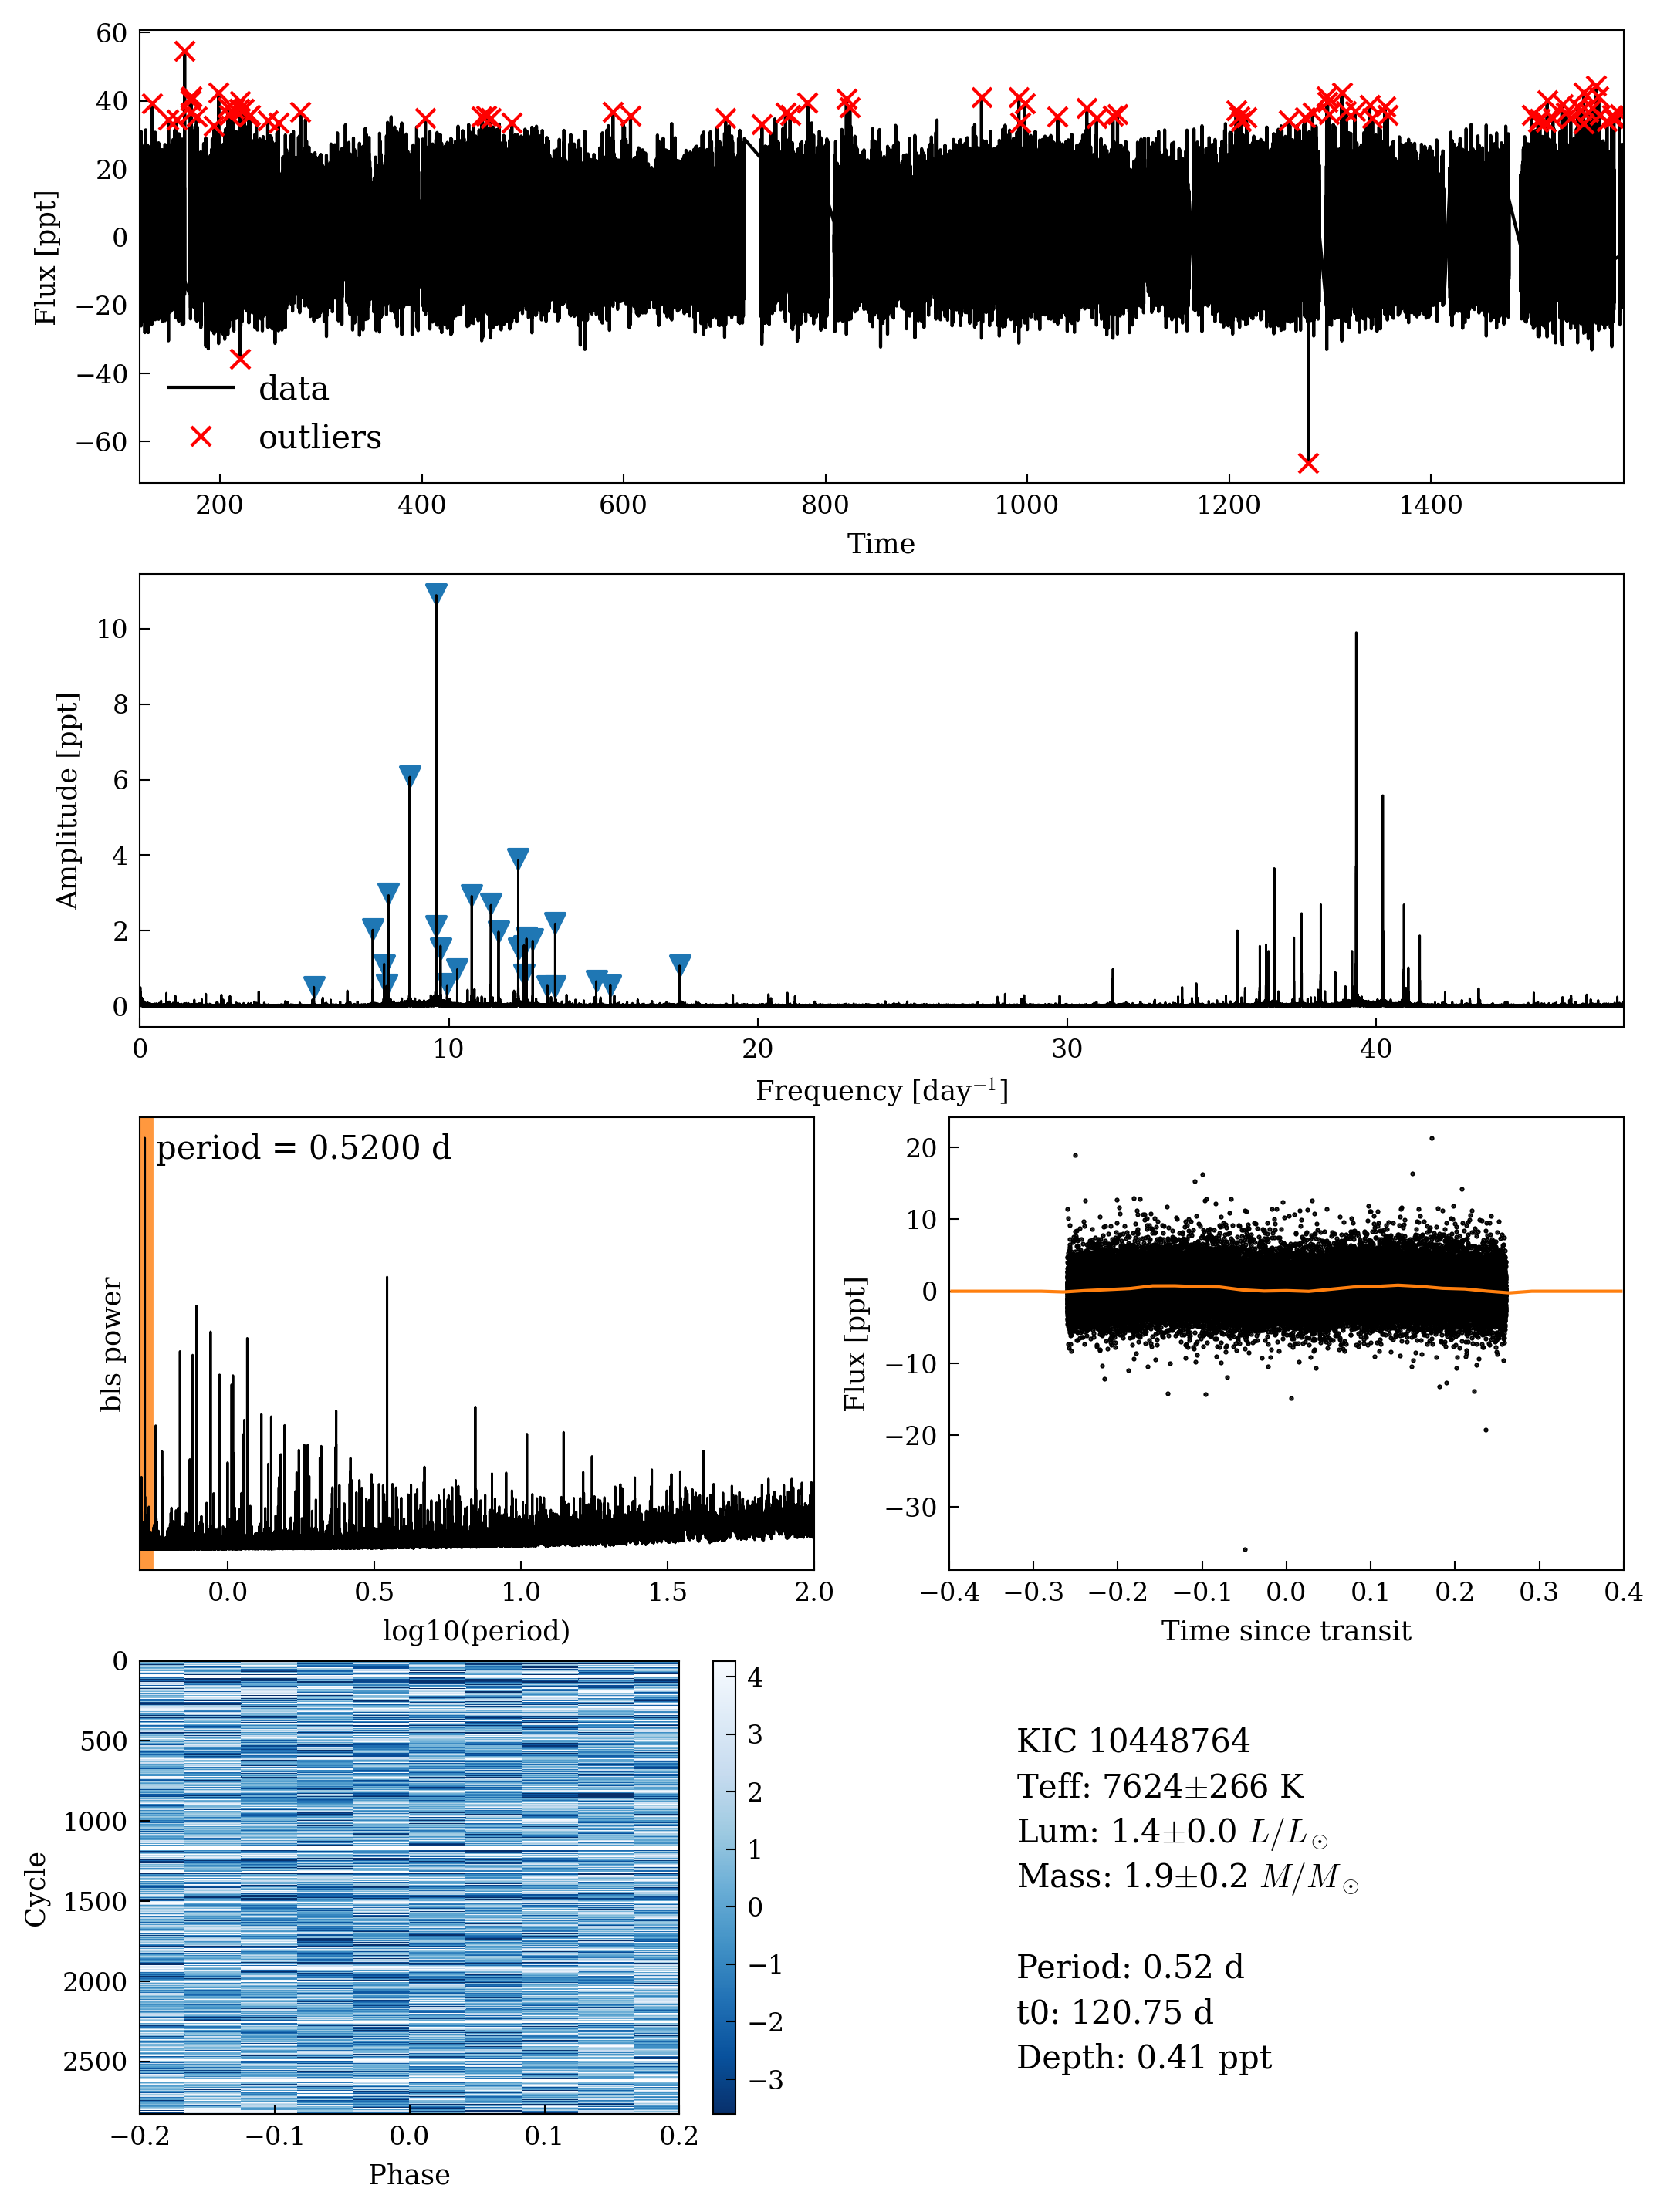 60
40
20
0
−20
−40
−60
Flux [ppt]
data
outliers
200 400 600 800 1000 1200 1400
Time
10
8
6
4
2
0
Amplitude [ppt]
0 10 20 30 40
Frequency [day⁻¹]
period = 0.5200 d
bls power
0.0 0.5 1.0 1.5 2.0
log10(period)
20
10
0
−10
−20
−30
Flux [ppt]
−0.4 −0.3 −0.2 −0.1 0.0 0.1 0.2 0.3 0.4
Time since transit
0
500
1000
1500
2000
2500
Cycle
−0.2 −0.1 0.0 0.1 0.2
Phase
4
3
2
1
0
−1
−2
−3
KIC 10448764
Teff: 7624±266 K
Lum: 1.4±0.0 L/L⊙
Mass: 1.9±0.2 M/M⊙
Period: 0.52 d
t0: 120.75 d
Depth: 0.41 ppt